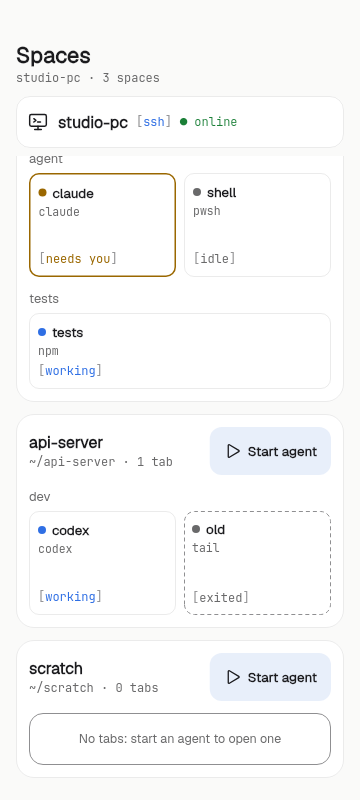 Spaces
studio-pc · 3 spaces
studio-pc [ssh] ● online
agent
claude
claude
[needs you]
shell
pwsh
[idle]
tests
tests
npm
[working]
api-server
~/api-server · 1 tab
Start agent
dev
codex
codex
[working]
old
tail
[exited]
scratch
~/scratch · 0 tabs
Start agent
No tabs: start an agent to open one